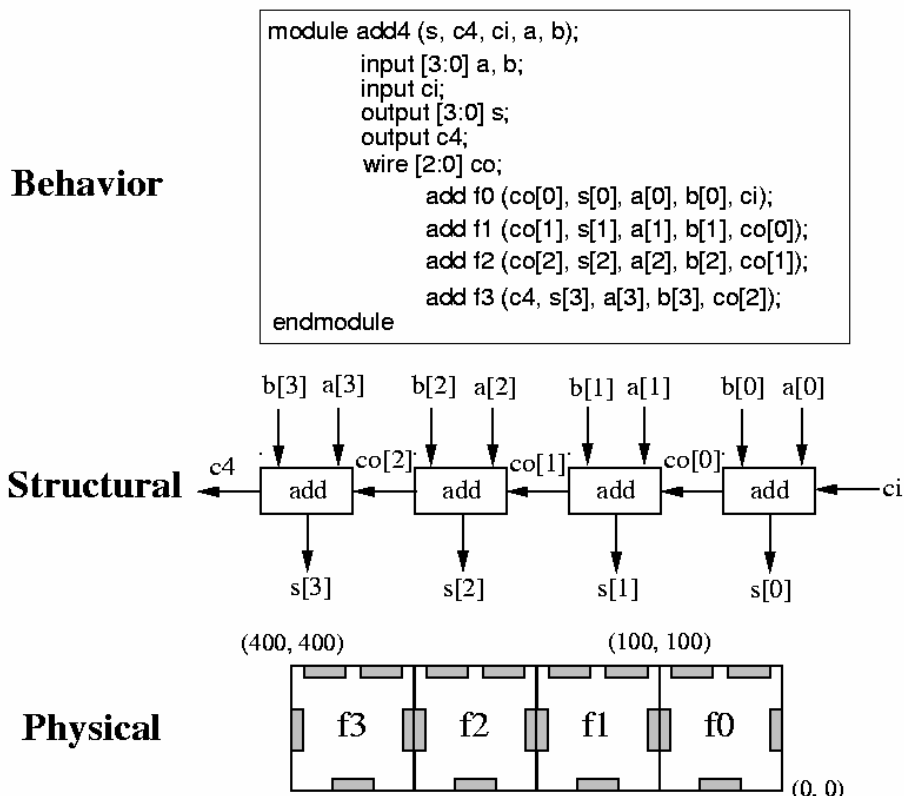 module add4 (s, c4, ci, a, b);
input [3:0] a, b;
input ci;
output [3:0] s;
output c4;
wire [2:0] co;
Behavior
add f0 (co[0], s[0], a[0], b[0], ci);
add f1 (co[1], s[1], a[1], b[1], co[0]);
add f2 (co[2], s[2], a[2], b[2], co[1]);
add f3 (c4, s[3], a[3], b[3], co[2]);
endmodule
b[3] a[3] b[2] a[2] b[1] a[1] b[0] a[0]
c4 co[2] co[1] co[0]
Structural add add add add ci
s[3] s[2] s[1] s[0]
(400, 400) (100, 100)
Physical f3 f2 f1 f0
(0, 0)